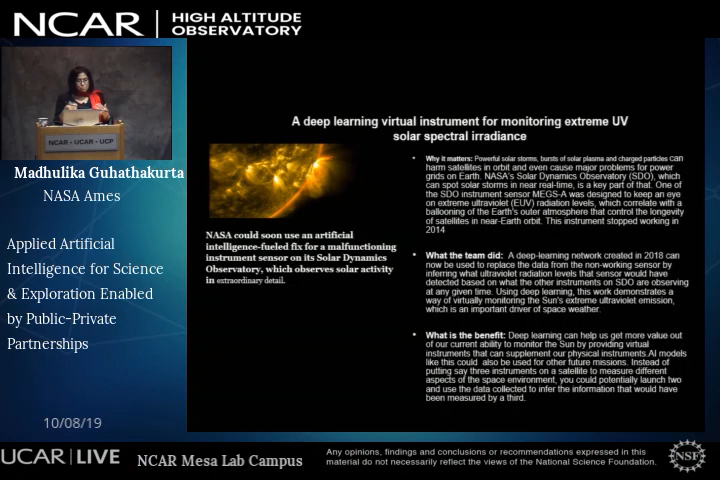 NCAR | HIGH ALTITUDE
OBSERVATORY
NCAR • UCAR • UCP
Madhulika Guhathakurta
NASA Ames
Applied Artificial
Intelligence for Science
& Exploration Enabled
by Public-Private
Partnerships
10/08/19
A deep learning virtual instrument for monitoring extreme UV
solar spectral irradiance
NASA could soon use an artificial
intelligence-fueled fix for a malfunctioning
instrument sensor on its Solar Dynamics
Observatory, which observes solar activity
in extraordinary detail.
• Why it matters: Powerful solar storms, bursts of solar plasma and charged particles can
harm satellites in orbit and even cause major problems for power
grids on Earth. NASA's Solar Dynamics Observatory (SDO), which
can spot solar storms in near real-time, is a key part of that. One of
the SDO instrument sensor MEGS-A was designed to keep an eye
on extreme ultraviolet (EUV) radiation levels, which correlate with a
ballooning of the Earth's outer atmosphere that control the longevity
of satellites in near-Earth orbit. This instrument stopped working in
2014
• What the team did: A deep-learning network created in 2018 can
now be used to replace the data from the non-working sensor by
inferring what ultraviolet radiation levels that sensor would have
detected based on what the other instruments on SDO are observing
at any given time. Using deep learning, this work demonstrates a
way of virtually monitoring the Sun's extreme ultraviolet emission,
which is an important driver of space weather.
• What is the benefit: Deep learning can help us get more value out
of our current ability to monitor the Sun by providing virtual
instruments that can supplement our physical instruments.AI models
like this could also be used for other future missions. Instead of
putting say three instruments on a satellite to measure different
aspects of the space environment, you could potentially launch two
and use the data collected to infer the information that would have
been measured by a third.
UCAR | LIVE
NCAR Mesa Lab Campus
Any opinions, findings and conclusions or recommendations expressed in this
material do not necessarily reflect the views of the National Science Foundation.
NSF